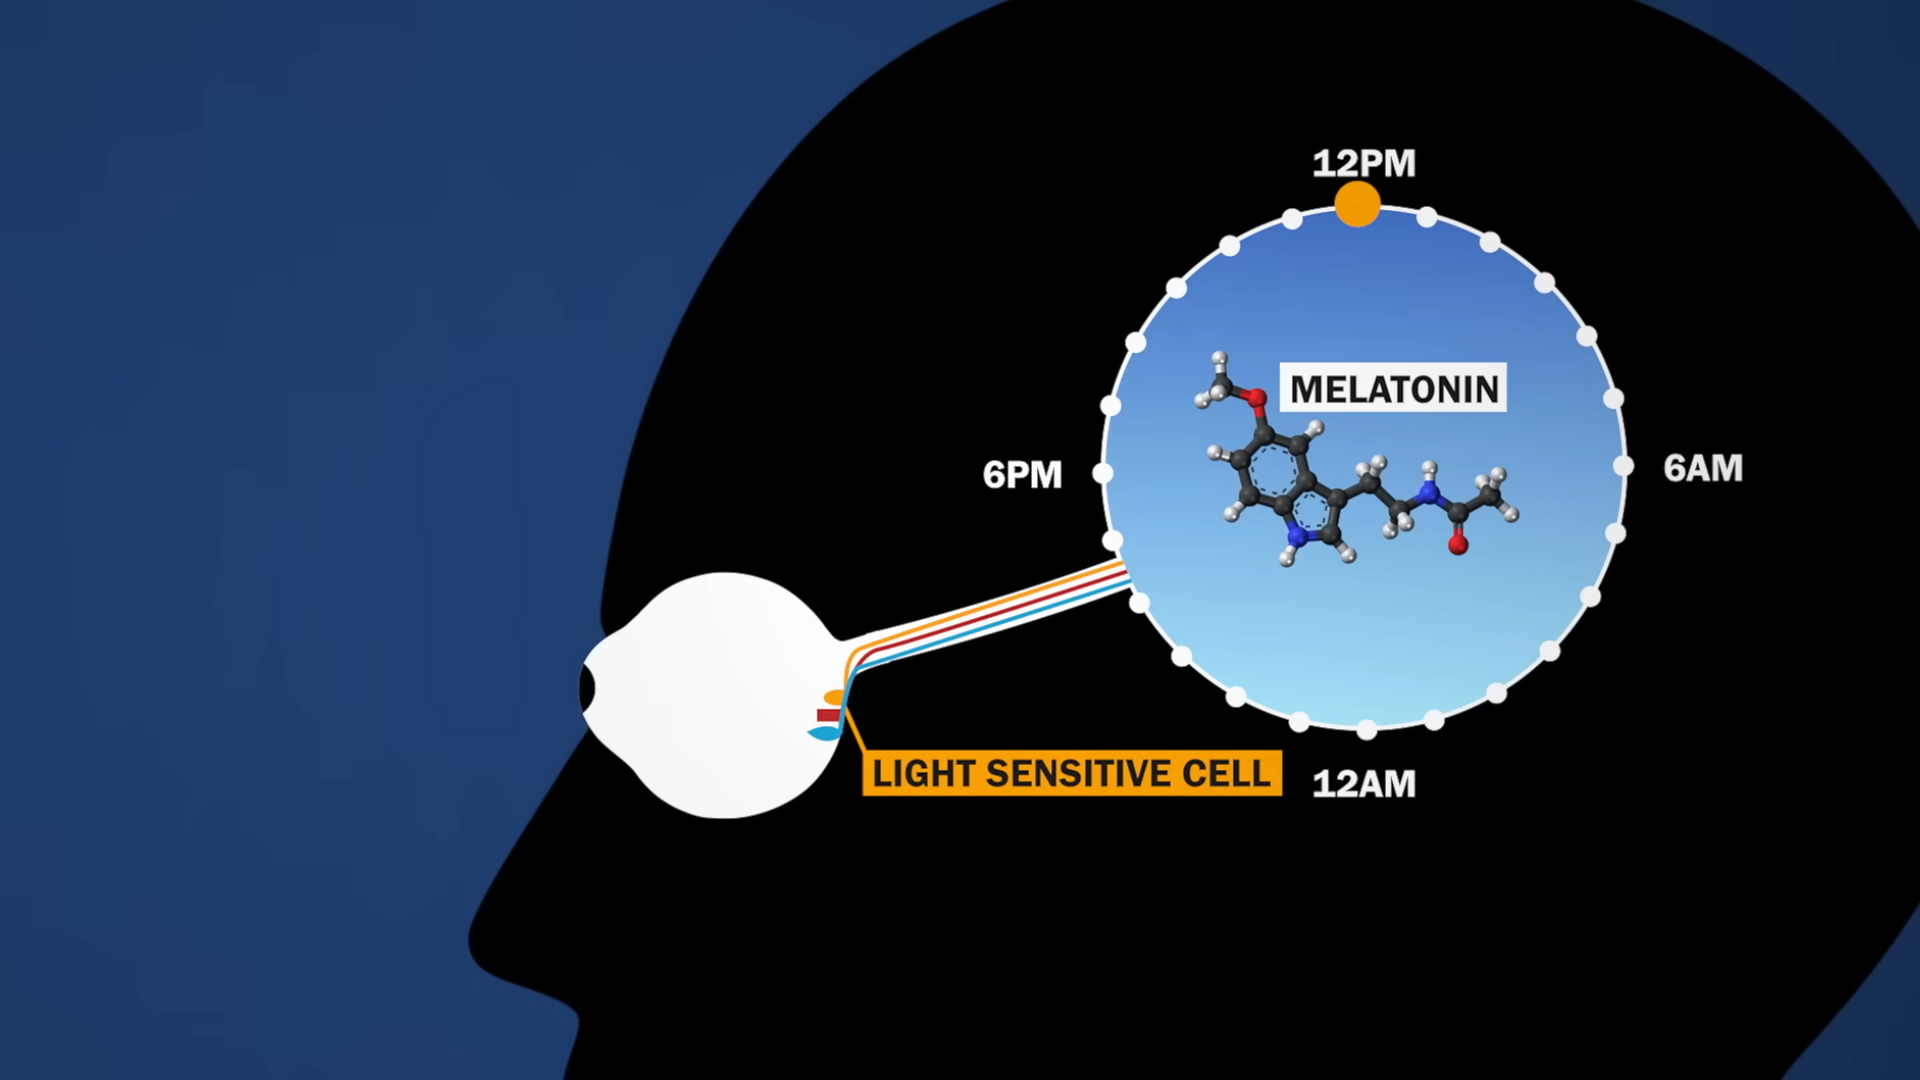 12PM
MELATONIN
6PM
6AM
LIGHT SENSITIVE CELL
12AM